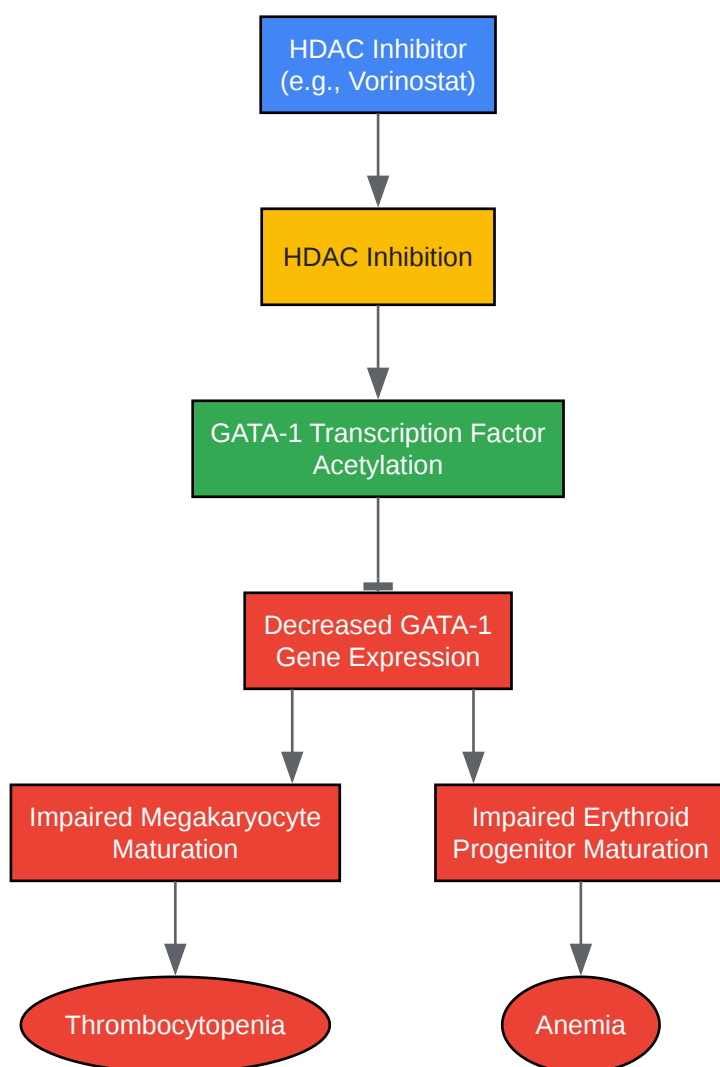 HDAC Inhibitor
(e.g., Vorinostat)
HDAC Inhibition
GATA-1 Transcription Factor
Acetylation
Decreased GATA-1
Gene Expression
Impaired Megakaryocyte
Maturation
Impaired Erythroid
Progenitor Maturation
Thrombocytopenia
Anemia